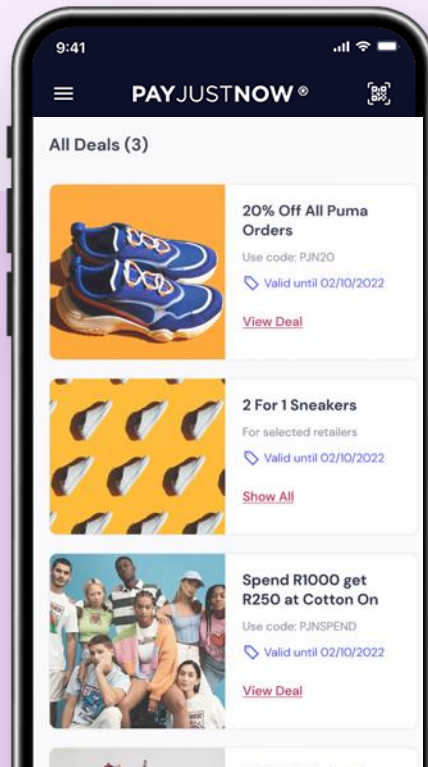 9:41
PAYJUSTNOW®
All Deals (3)
20% Off All Puma
Orders
Use code: PJN20
Valid until 02/10/2022
View Deal
2 For 1 Sneakers
For selected retailers
Valid until 02/10/2022
Show All
Spend R1000 get
R250 at Cotton On
Use code: PJNSPEND
Valid until 02/10/2022
View Deal